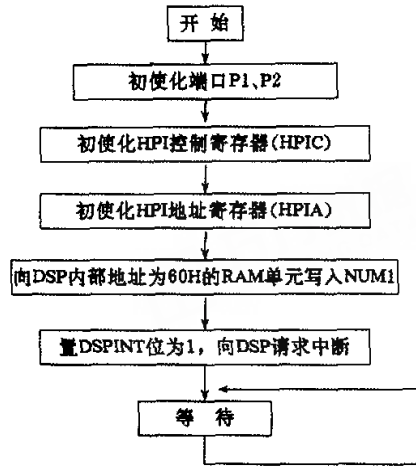 开 始
初使化端口P1、P2
初使化HPI控制寄存器(HPIC)
初使化HPI地址寄存器(HPIA)
向DSP内部地址为60H的RAM单元写入NUM1
置DSPINT位为1，向DSP请求中断
等 待